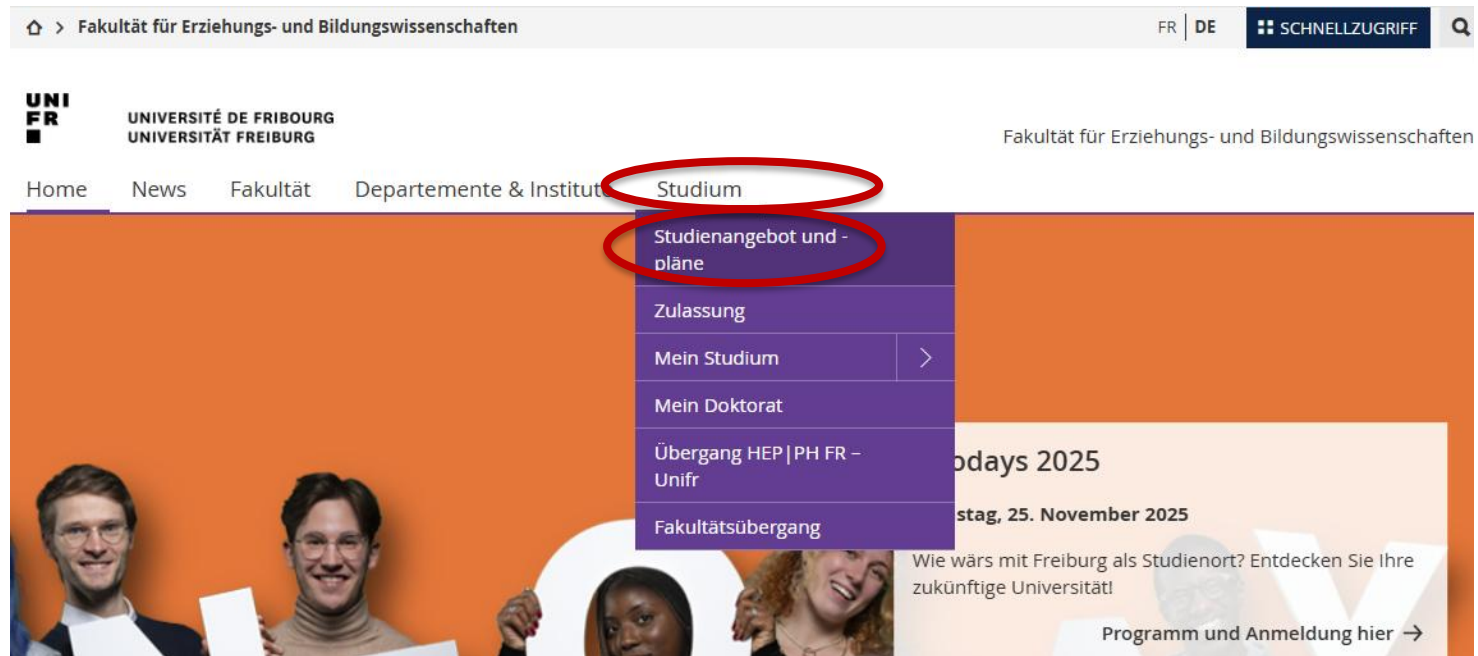 > Fakultät für Erziehungs- und Bildungswissenschaften
FR | DE
SCHNELLZUGRIFF
UNI
FR
UNIVERSITÉ DE FRIBOURG
UNIVERSITÄT FREIBURG
Fakultät für Erziehungs- und Bildungswissenschaften
Home News Fakultät Departemente & Institute Studium
Studienangebot und -
pläne
Zulassung
Mein Studium
Mein Doktorat
Übergang HEP|PH FR –
Unifr
Fakultätsübergang
odays 2025
stag, 25. November 2025
Wie wärs mit Freiburg als Studienort? Entdecken Sie Ihre
zukünftige Universität!
Programm und Anmeldung hier →